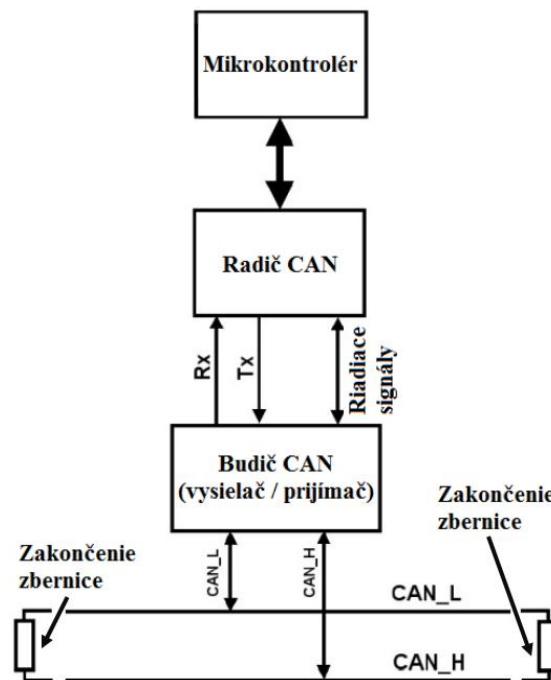 Mikrokontrolér
Radič CAN
Rx
Tx
Riadiace
signály
Budič CAN
(vysielač / prijímač)
Zakončenie
zbernice
Zakončenie
zbernice
CAN_L
CAN_H
CAN_L
CAN_H